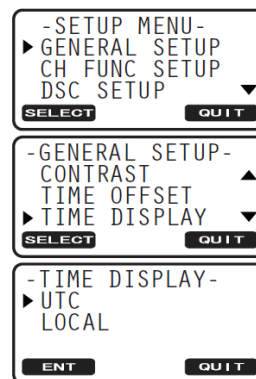 -SETUP MENU-
GENERAL SETUP
CH FUNC SETUP
DSC SETUP
SELECT QUIT
-GENERAL SETUP-
CONTRAST
TIME OFFSET
TIME DISPLAY
SELECT QUIT
-TIME DISPLAY-
UTC
LOCAL
ENT QUIT